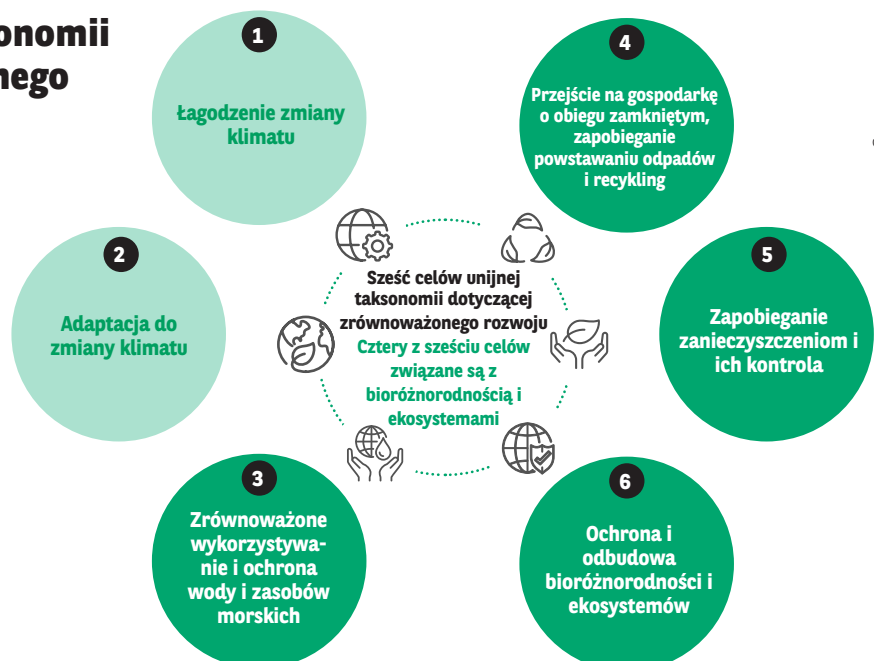 onomii
nego
1
Łagodzenie zmiany
klimatu
2
Adaptacja do
zmiany klimatu
3
Zrównoważone
wykorzystywa-
nie i ochrona
wody i zasobów
morskich
4
Przejście na gospodarkę
o obiegu zamkniętym,
zapobieganie
powstawaniu odpadów
i recykling
5
Zapobieganie
zanieczyszczeniom i
ich kontrola
6
Ochrona i
odbudowa
bioróżnorodności i
ekosystemów
Sześć celów unijnej
taksonomii dotyczącej
zrównoważonego rozwoju
Cztery z sześciu celów
związane są z
bioróżnorodnością i
ekosystemami